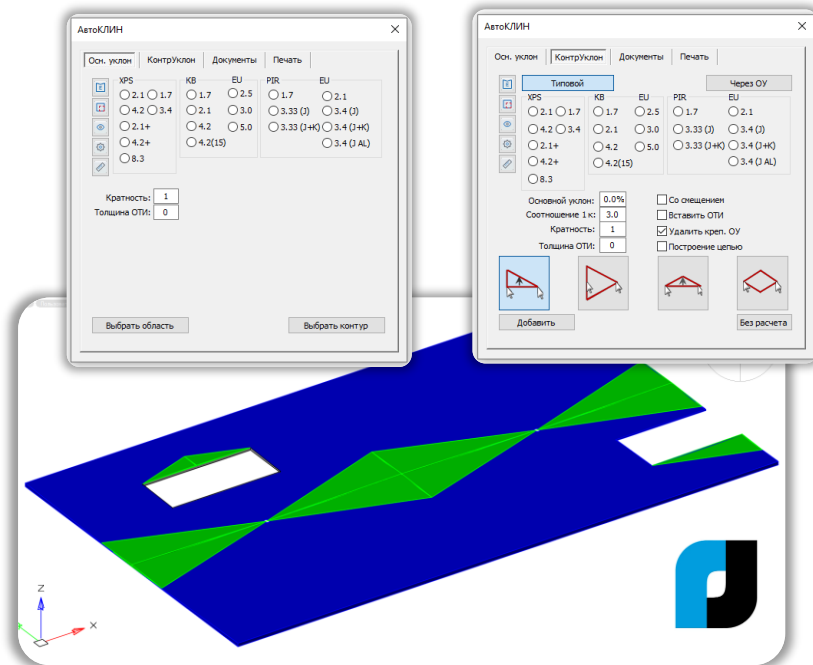 АвтоКЛИН
Осн. уклон КонтрУклон Документы Печать
XPS KB EU PIR EU
2.1 1.7 1.7 2.5 1.7 2.1
4.2 3.4 2.1 3.0 3.33 (J) 3.4 (J)
2.1+ 4.2 5.0 3.33 (J+K) 3.4 (J+K)
4.2+ 4.2(15) 3.4 (J AL)
8.3
Кратность: 1
Толщина ОТИ: 0
Выбрать область Выбрать контур
АвтоКЛИН
Осн. уклон КонтрУклон Документы Печать
Типовой Через ОУ
XPS KB EU PIR EU
2.1 1.7 1.7 2.5 1.7 2.1
4.2 3.4 2.1 3.0 3.33 (J) 3.4 (J)
2.1+ 4.2 5.0 3.33 (J+K) 3.4 (J+K)
4.2+ 4.2(15) 3.4 (J AL)
8.3
Основной уклон: 0.0% Со смещением
Соотношение 1 к: 3.0 Вставить ОТИ
Кратность: 1 Удалить креп. ОУ
Толщина ОТИ: 0 Построение цепью
Добавить Без расчета
Z
X